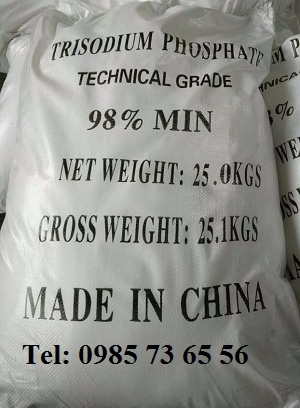 TRISODIUM PHOSPHATE
TECHNICAL GRADE
98% MIN
NET WEIGHT: 25.0KGS
GROSS WEIGHT: 25.1KGS
MADE IN CHINA
Tel: 0985 73 65 56